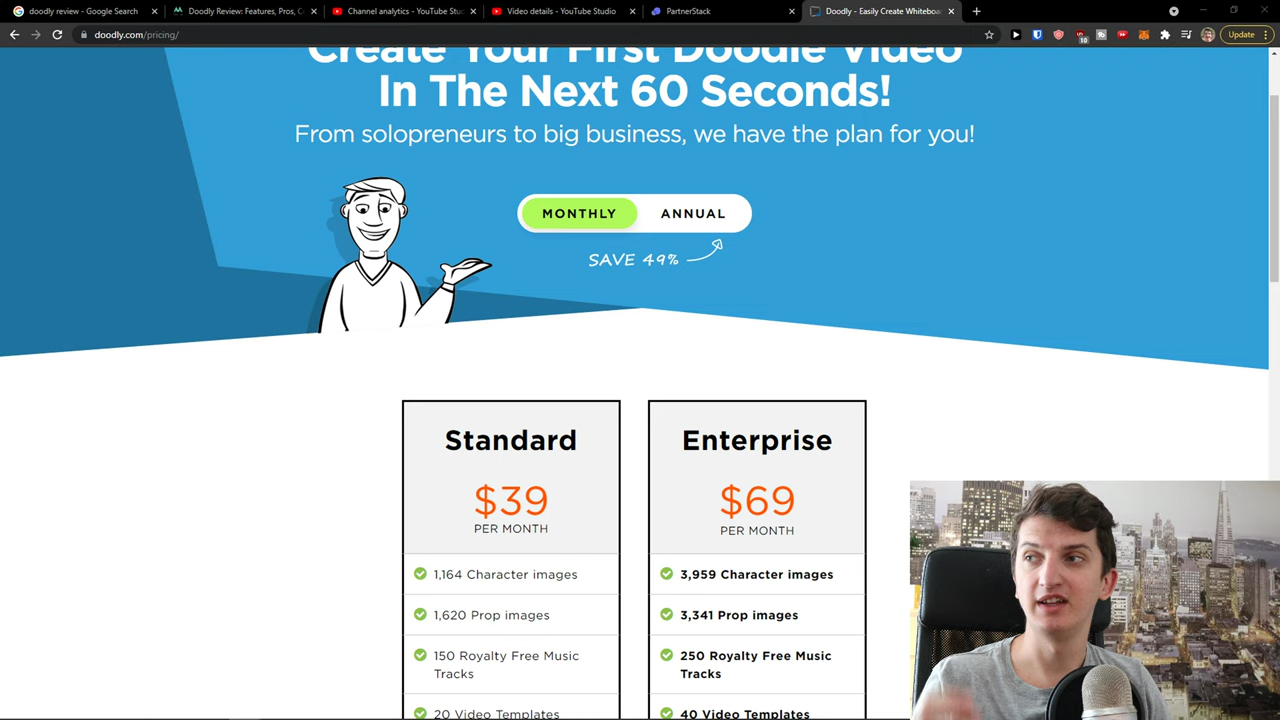 doodly review - Google Search
Doodly Review: Features, Pros, C
Channel analytics - YouTube Stu
Video details - YouTube Studio
PartnerStack
Doodly - Easily Create Whiteboa
doodly.com/pricing/
10
Update
Create Your First Doodle Video
In The Next 60 Seconds!
From solopreneurs to big business, we have the plan for you!
MONTHLY
ANNUAL
SAVE 49%
Standard
$39
PER MONTH
1,164 Character images
1,620 Prop images
150 Royalty Free Music
Tracks
20 Video Templates
Enterprise
$69
PER MONTH
3,959 Character images
3,341 Prop images
250 Royalty Free Music
Tracks
40 Video Templates